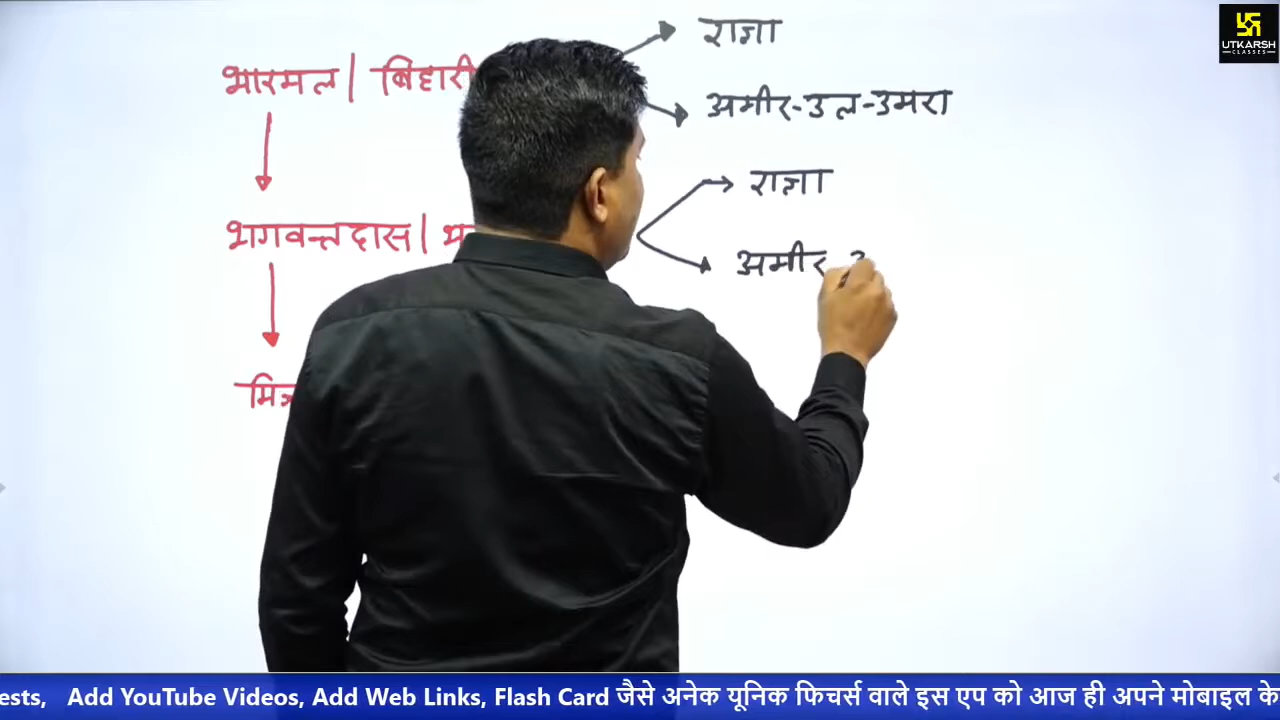 राजा
भारमल | बिहारी
अमीर-उल-उमरा
राजा
भगवन्तदास |
अमीर
UTKARSH
CLASSES
ests, Add YouTube Videos, Add Web Links, Flash Card जैसे अनेक यूनिक फिचर्स वाले इस एप को आज ही अपने मोबाइल के